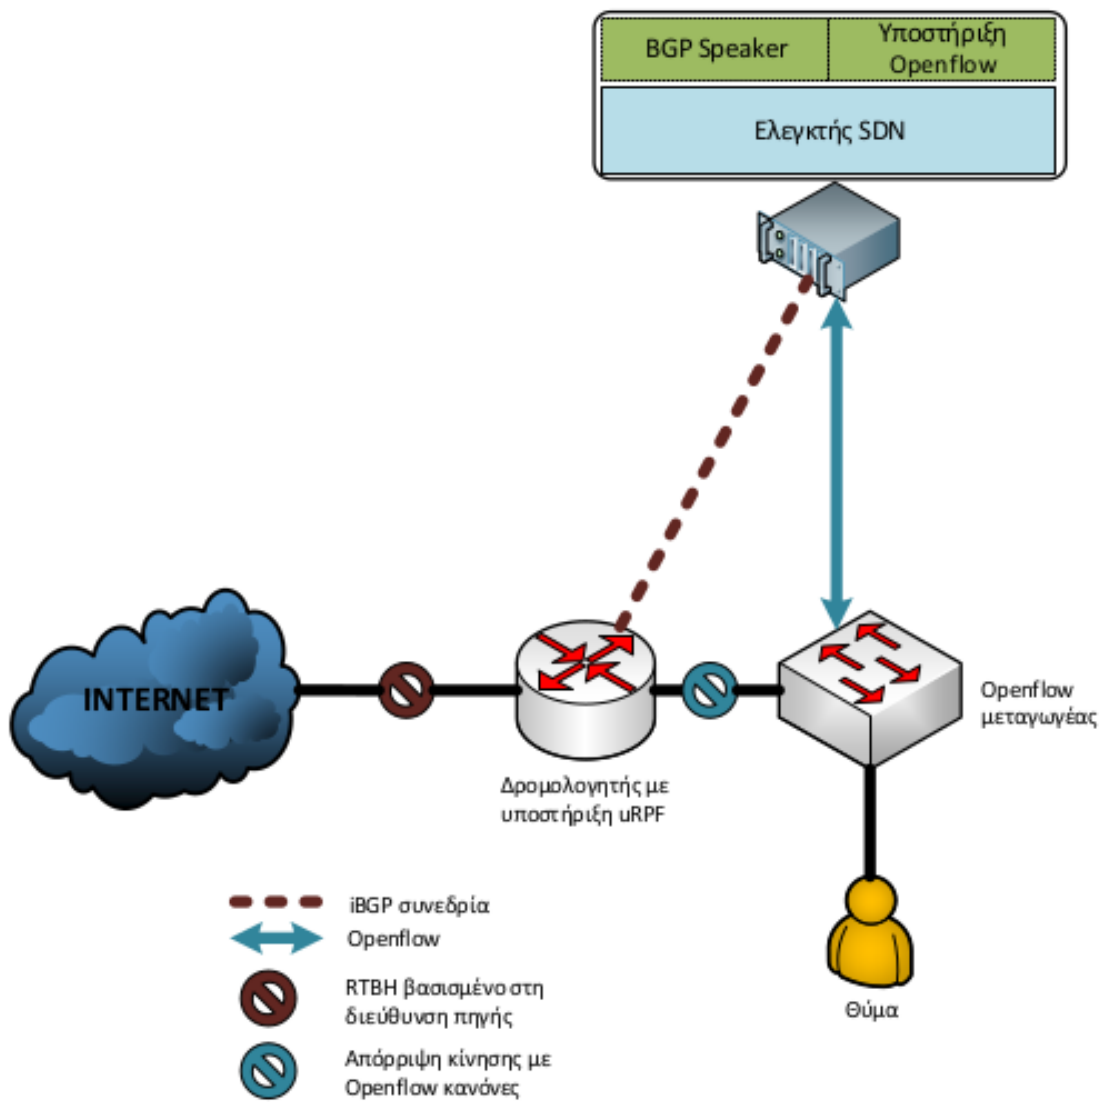 BGP Speaker
Υποστήριξη
Openflow
Ελεγκτής SDN
INTERNET
Openflow
μεταγωγέας
Δρομολογητής με
υποστήριξη uRPF
iBGP συνεδρία
Openflow
RTBH βασισμένο στη
διεύθυνση πηγής
Απόρριψη κίνησης με
Openflow κανόνες
Θύμα